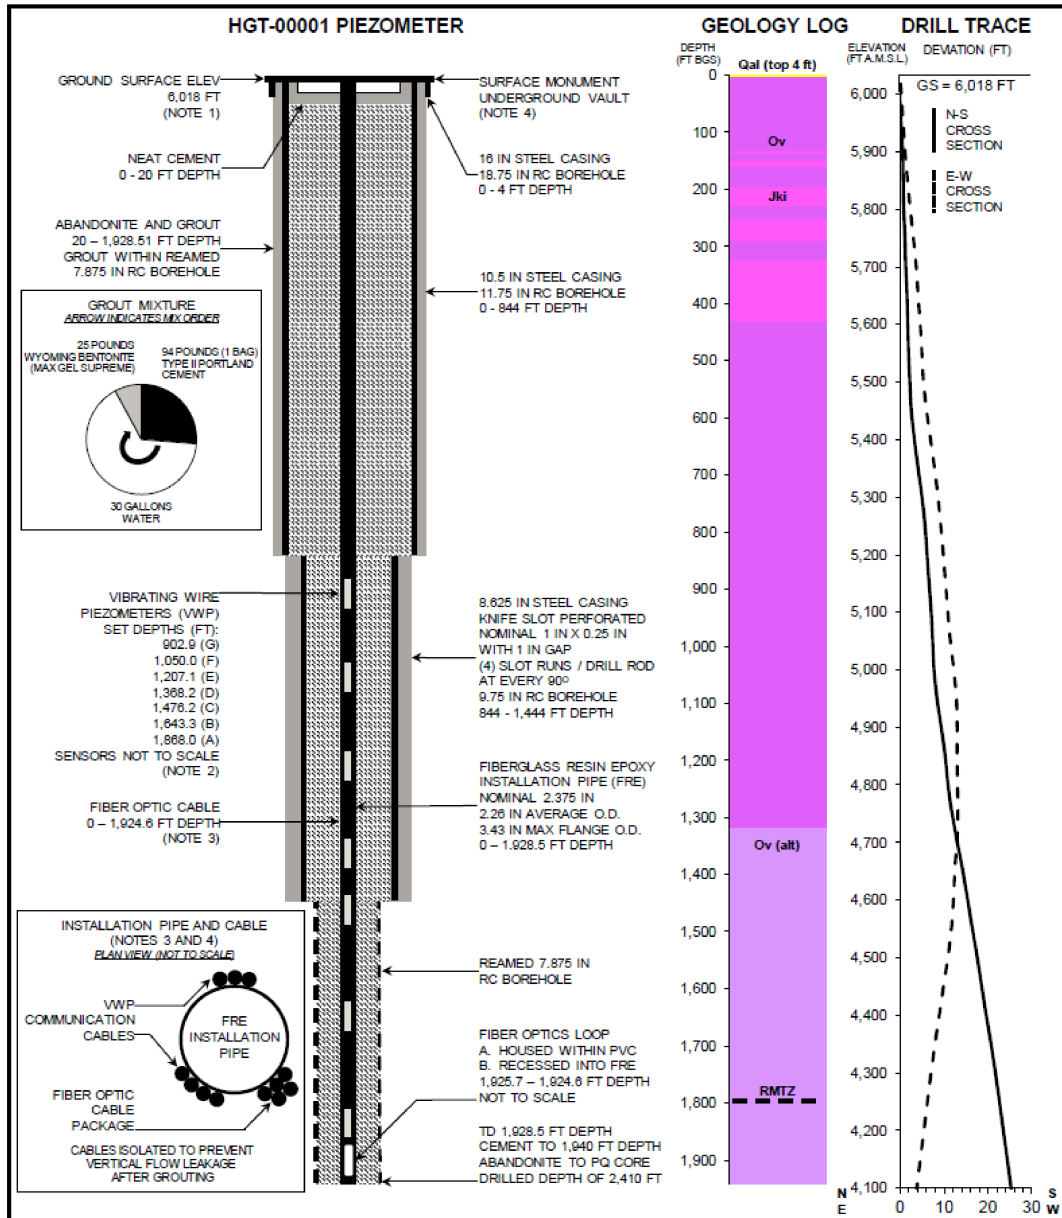 HGT-00001 PIEZOMETER
GROUND SURFACE ELEV
6,018 FT
(NOTE 1)
SURFACE MONUMENT
UNDERGROUND VAULT
(NOTE 4)
NEAT CEMENT
0 - 20 FT DEPTH
16 IN STEEL CASING
18.75 IN RC BOREHOLE
0 - 4 FT DEPTH
ABANDONITE AND GROUT
20 – 1,928.51 FT DEPTH
GROUT WITHIN REAMED
7.875 IN RC BOREHOLE
10.5 IN STEEL CASING
11.75 IN RC BOREHOLE
0 - 844 FT DEPTH
GROUT MIXTURE
ARROW INDICATES MIX ORDER
25 POUNDS
WYOMING BENTONITE
(MAX GEL SUPREME)
94 POUNDS (1 BAG)
TYPE II PORTLAND
CEMENT
30 GALLONS
WATER
VIBRATING WIRE
PIEZOMETERS (VWP)
SET DEPTHS (FT):
902.9 (G)
1,050.0 (F)
1,207.1 (E)
1,368.2 (D)
1,476.2 (C)
1,643.3 (B)
1,868.0 (A)
SENSORS NOT TO SCALE
(NOTE 2)
8.625 IN STEEL CASING
KNIFE SLOT PERFORATED
NOMINAL 1 IN X 0.25 IN
WITH 1 IN GAP
(4) SLOT RUNS / DRILL ROD
AT EVERY 90º
9.75 IN RC BOREHOLE
844 - 1,444 FT DEPTH
FIBER OPTIC CABLE
0 – 1,924.6 FT DEPTH
(NOTE 3)
FIBERGLASS RESIN EPOXY
INSTALLATION PIPE (FRE)
NOMINAL 2.375 IN
2.26 IN AVERAGE O.D.
3.43 IN MAX FLANGE O.D.
0 – 1.928.5 FT DEPTH
INSTALLATION PIPE AND CABLE
(NOTES 3 AND 4)
PLAN VIEW (NOT TO SCALE)
VWP
COMMUNICATION
CABLES
FRE
INSTALLATION
PIPE
FIBER OPTIC
CABLE
PACKAGE
CABLES ISOLATED TO PREVENT
VERTICAL FLOW LEAKAGE
AFTER GROUTING
REAMED 7.875 IN
RC BOREHOLE
FIBER OPTICS LOOP
A. HOUSED WITHIN PVC
B. RECESSED INTO FRE
1,925.7 – 1,924.6 FT DEPTH
NOT TO SCALE
TD 1,928.5 FT DEPTH
CEMENT TO 1,940 FT DEPTH
ABANDONITE TO PQ CORE
DRILLED DEPTH OF 2,410 FT
GEOLOGY LOG
DEPTH
(FT BGS)
Qal (top 4 ft)
0
100
200
300
400
500
600
700
800
900
1,000
1,100
1,200
1,300
1,400
1,500
1,600
1,700
1,800
1,900
Ov
Jki
Ov (alt)
RMTZ
DRILL TRACE
ELEVATION
(FT A.M.S.L.)
DEVIATION (FT)
GS = 6,018 FT
N-S
CROSS
SECTION
E-W
CROSS
SECTION
6,000
5,900
5,800
5,700
5,600
5,500
5,400
5,300
5,200
5,100
5,000
4,900
4,800
4,700
4,600
4,500
4,400
4,300
4,200
4,100
N
E
S
W
0 10 20 30